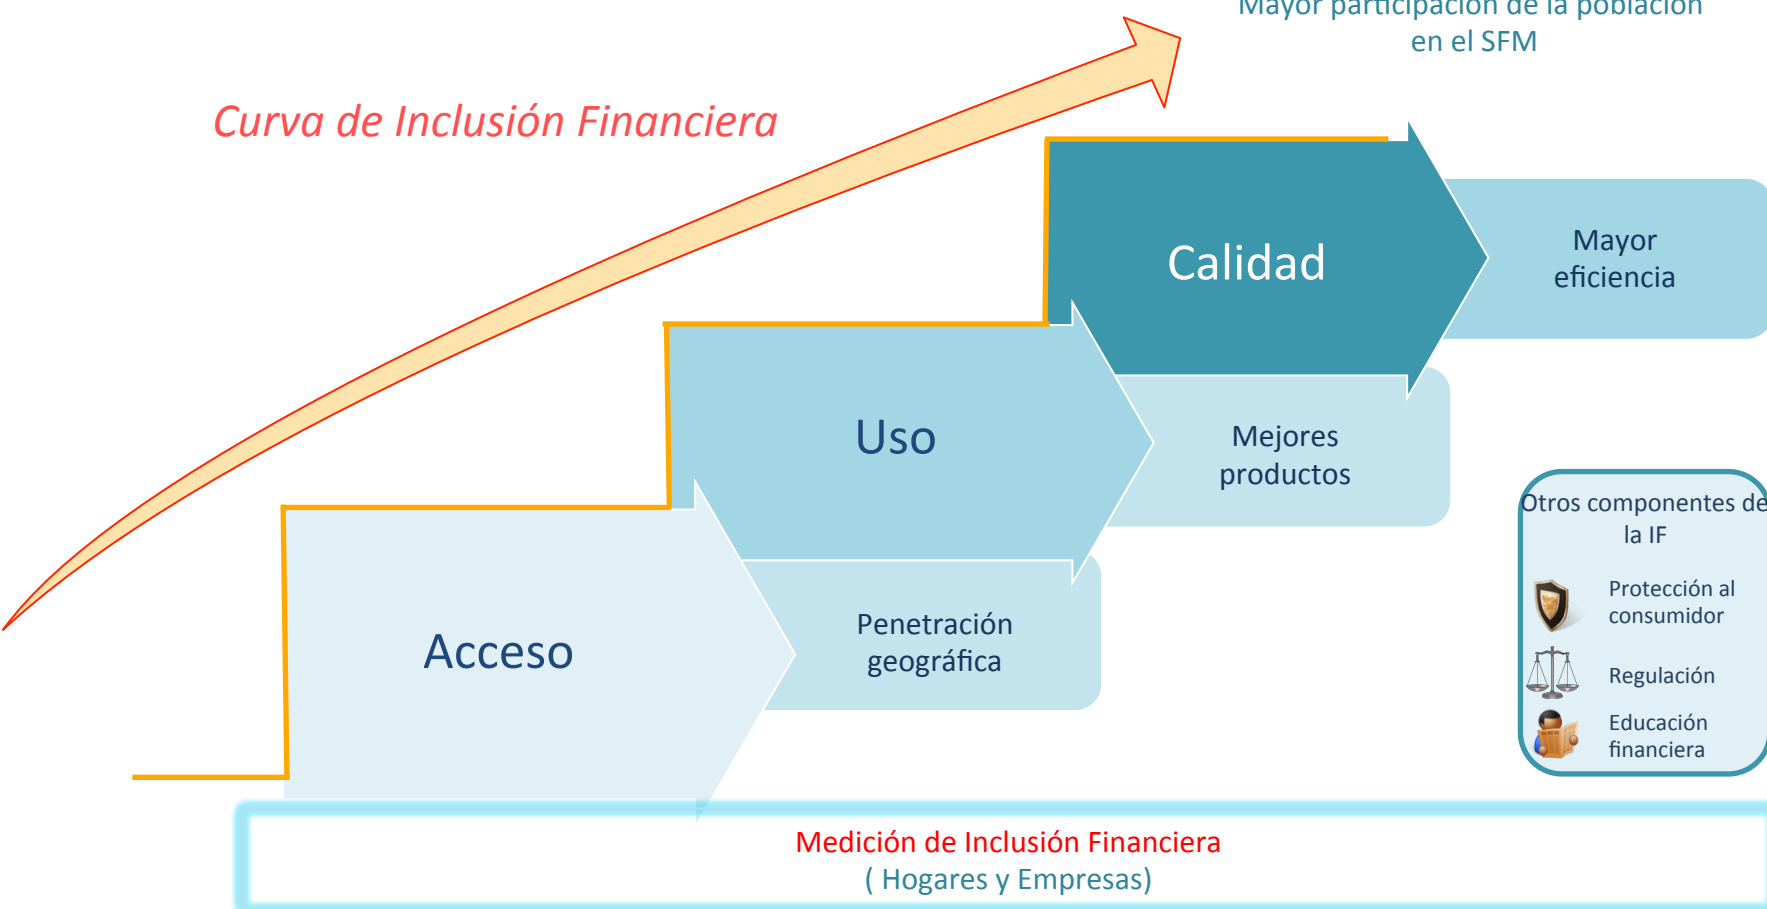 Mayor participación de la población
en el SFM
Curva de Inclusión Financiera
Calidad
Mayor
eficiencia
Uso
Mejores
productos
Acceso
Penetración
geográfica
Otros componentes de
la IF
Protección al
consumidor
Regulación
Educación
financiera
Medición de Inclusión Financiera
( Hogares y Empresas)